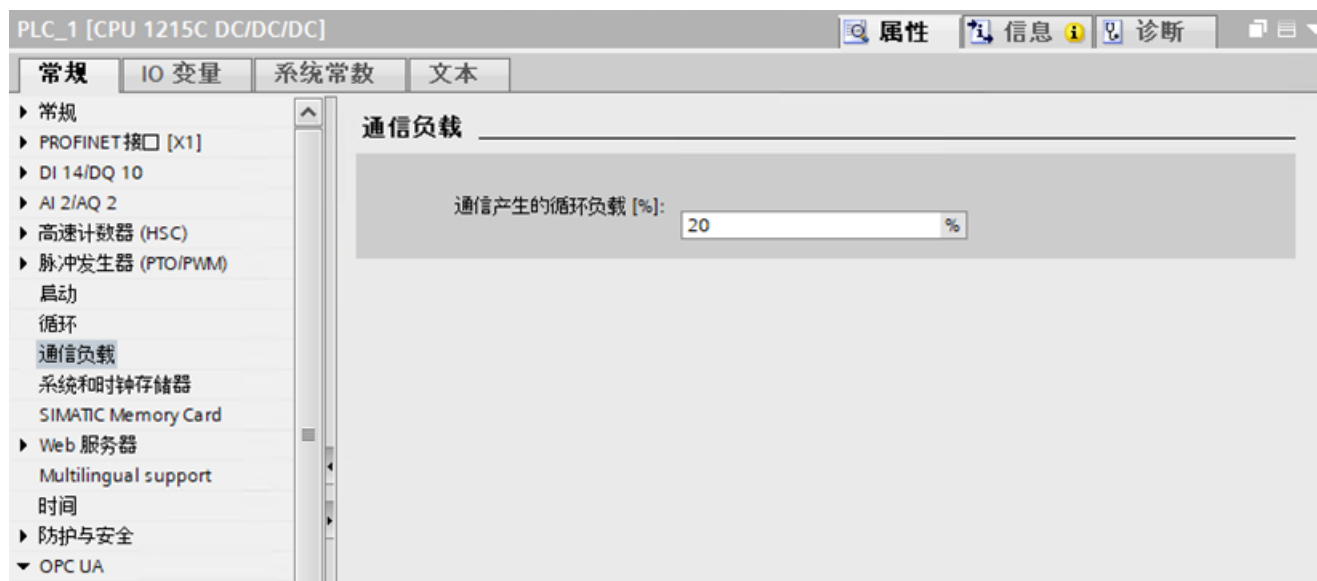 PLC_1 [CPU 1215C DC/DC/DC]
属性 信息 诊断
常规 IO 变量 系统常数 文本
常规
PROFINET接口 [X1]
DI 14/DQ 10
AI 2/AQ 2
高速计数器 (HSC)
脉冲发生器 (PTO/PWM)
启动
循环
通信负载
系统和时钟存储器
SIMATIC Memory Card
Web 服务器
Multilingual support
时间
防护与安全
OPC UA
通信负载
通信产生的循环负载 [%]:
20 %